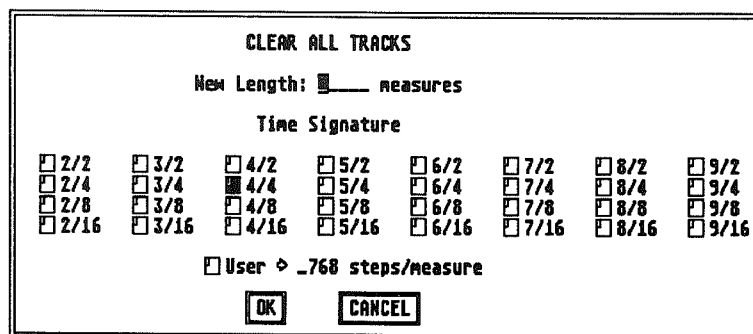 CLEAR ALL TRACKS
New Length: _____ measures
Time Signature
2/2 3/2 4/2 5/2 6/2 7/2 8/2 9/2
2/4 3/4 4/4 5/4 6/4 7/4 8/4 9/4
2/8 3/8 4/8 5/8 6/8 7/8 8/8 9/8
2/16 3/16 4/16 5/16 6/16 7/16 8/16 9/16
User ➩ _768 steps/measure
OK CANCEL